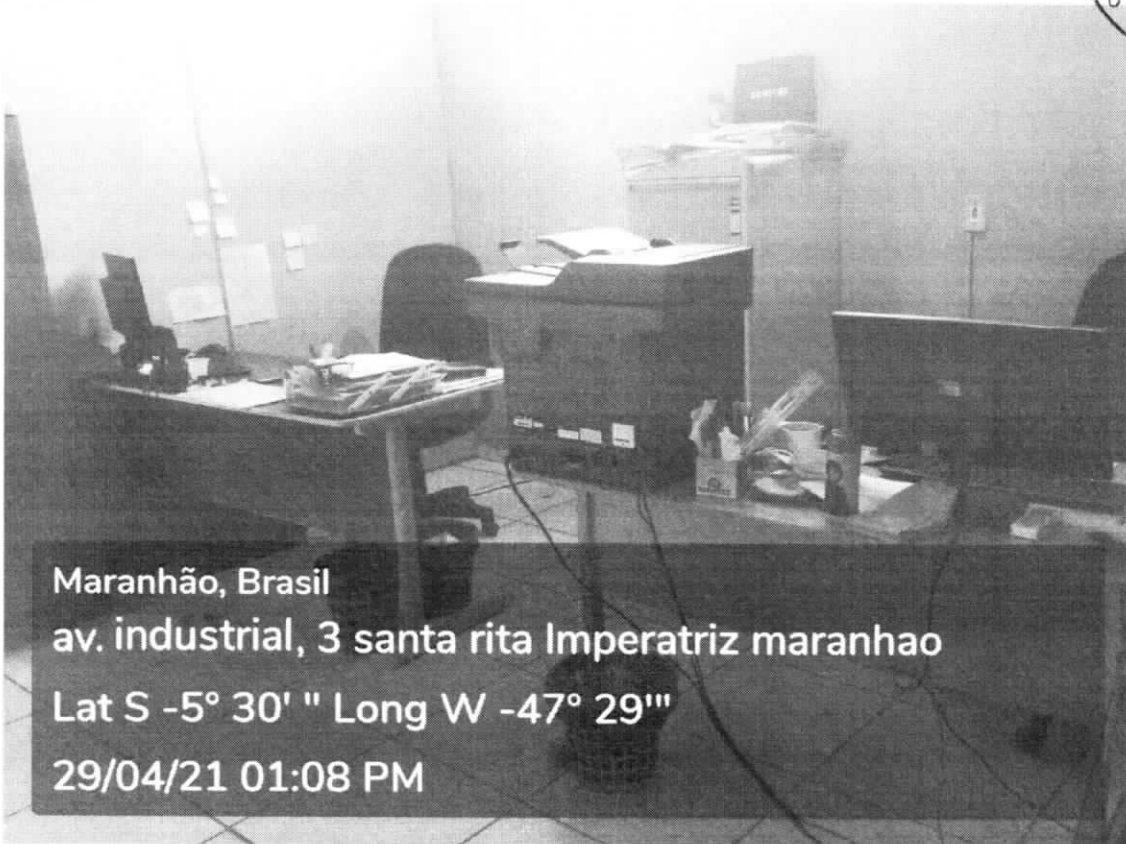 Maranhão, Brasil
av. industrial, 3 santa rita Imperatriz maranhao
Lat S -5° 30' " Long W -47° 29'"
29/04/21 01:08 PM